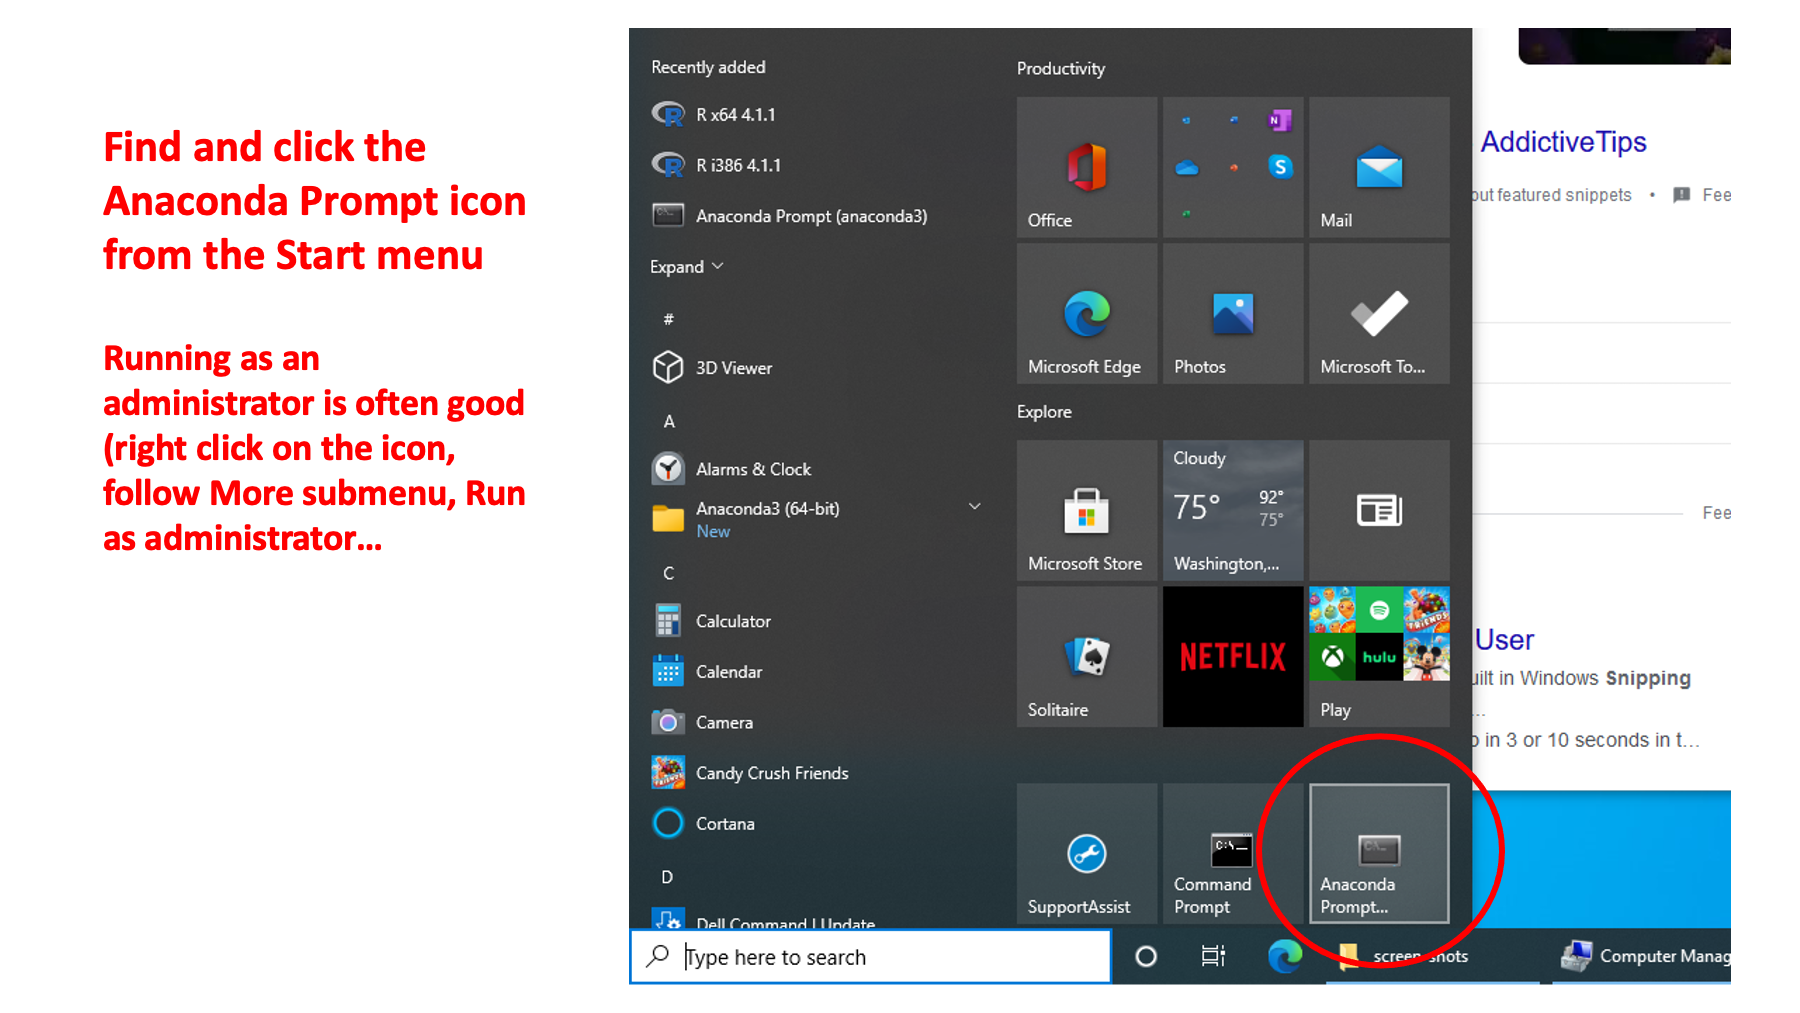 Find and click the
Anaconda Prompt icon
from the Start menu
Running as an
administrator is often good
(right click on the icon,
follow More submenu, Run
as administrator...
Recently added
R x64 4.1.1
R i386 4.1.1
Anaconda Prompt (anaconda3)
Expand
#
3D Viewer
A
Alarms & Clock
Anaconda3 (64-bit)
New
C
Calculator
Calendar
Camera
Candy Crush Friends
Cortana
D
Dell Command | Update
Type here to search
Productivity
Office
N
S
Mail
Microsoft Edge
Photos
Microsoft To...
Explore
Microsoft Store
Cloudy
75° 92°
75°
Washington,...
Solitaire
NETFLIX
FRIENDS
hulu
Play
SupportAssist
C:\_
Command
Prompt
C:\_
Anaconda
Prompt...
screen shots
Computer Manag
AddictiveTips
out featured snippets • Fee
Fee
User
uilt in Windows Snipping
...
o in 3 or 10 seconds in t...